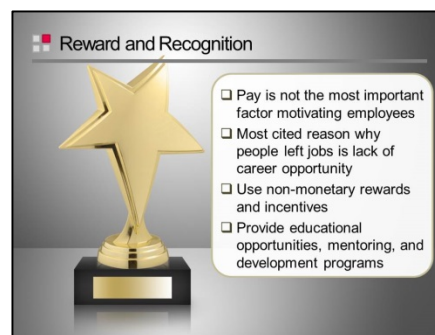 Reward and Recognition
❑ Pay is not the most important
factor motivating employees
❑ Most cited reason why
people left jobs is lack of
career opportunity
❑ Use non-monetary rewards
and incentives
❑ Provide educational
opportunities, mentoring, and
development programs